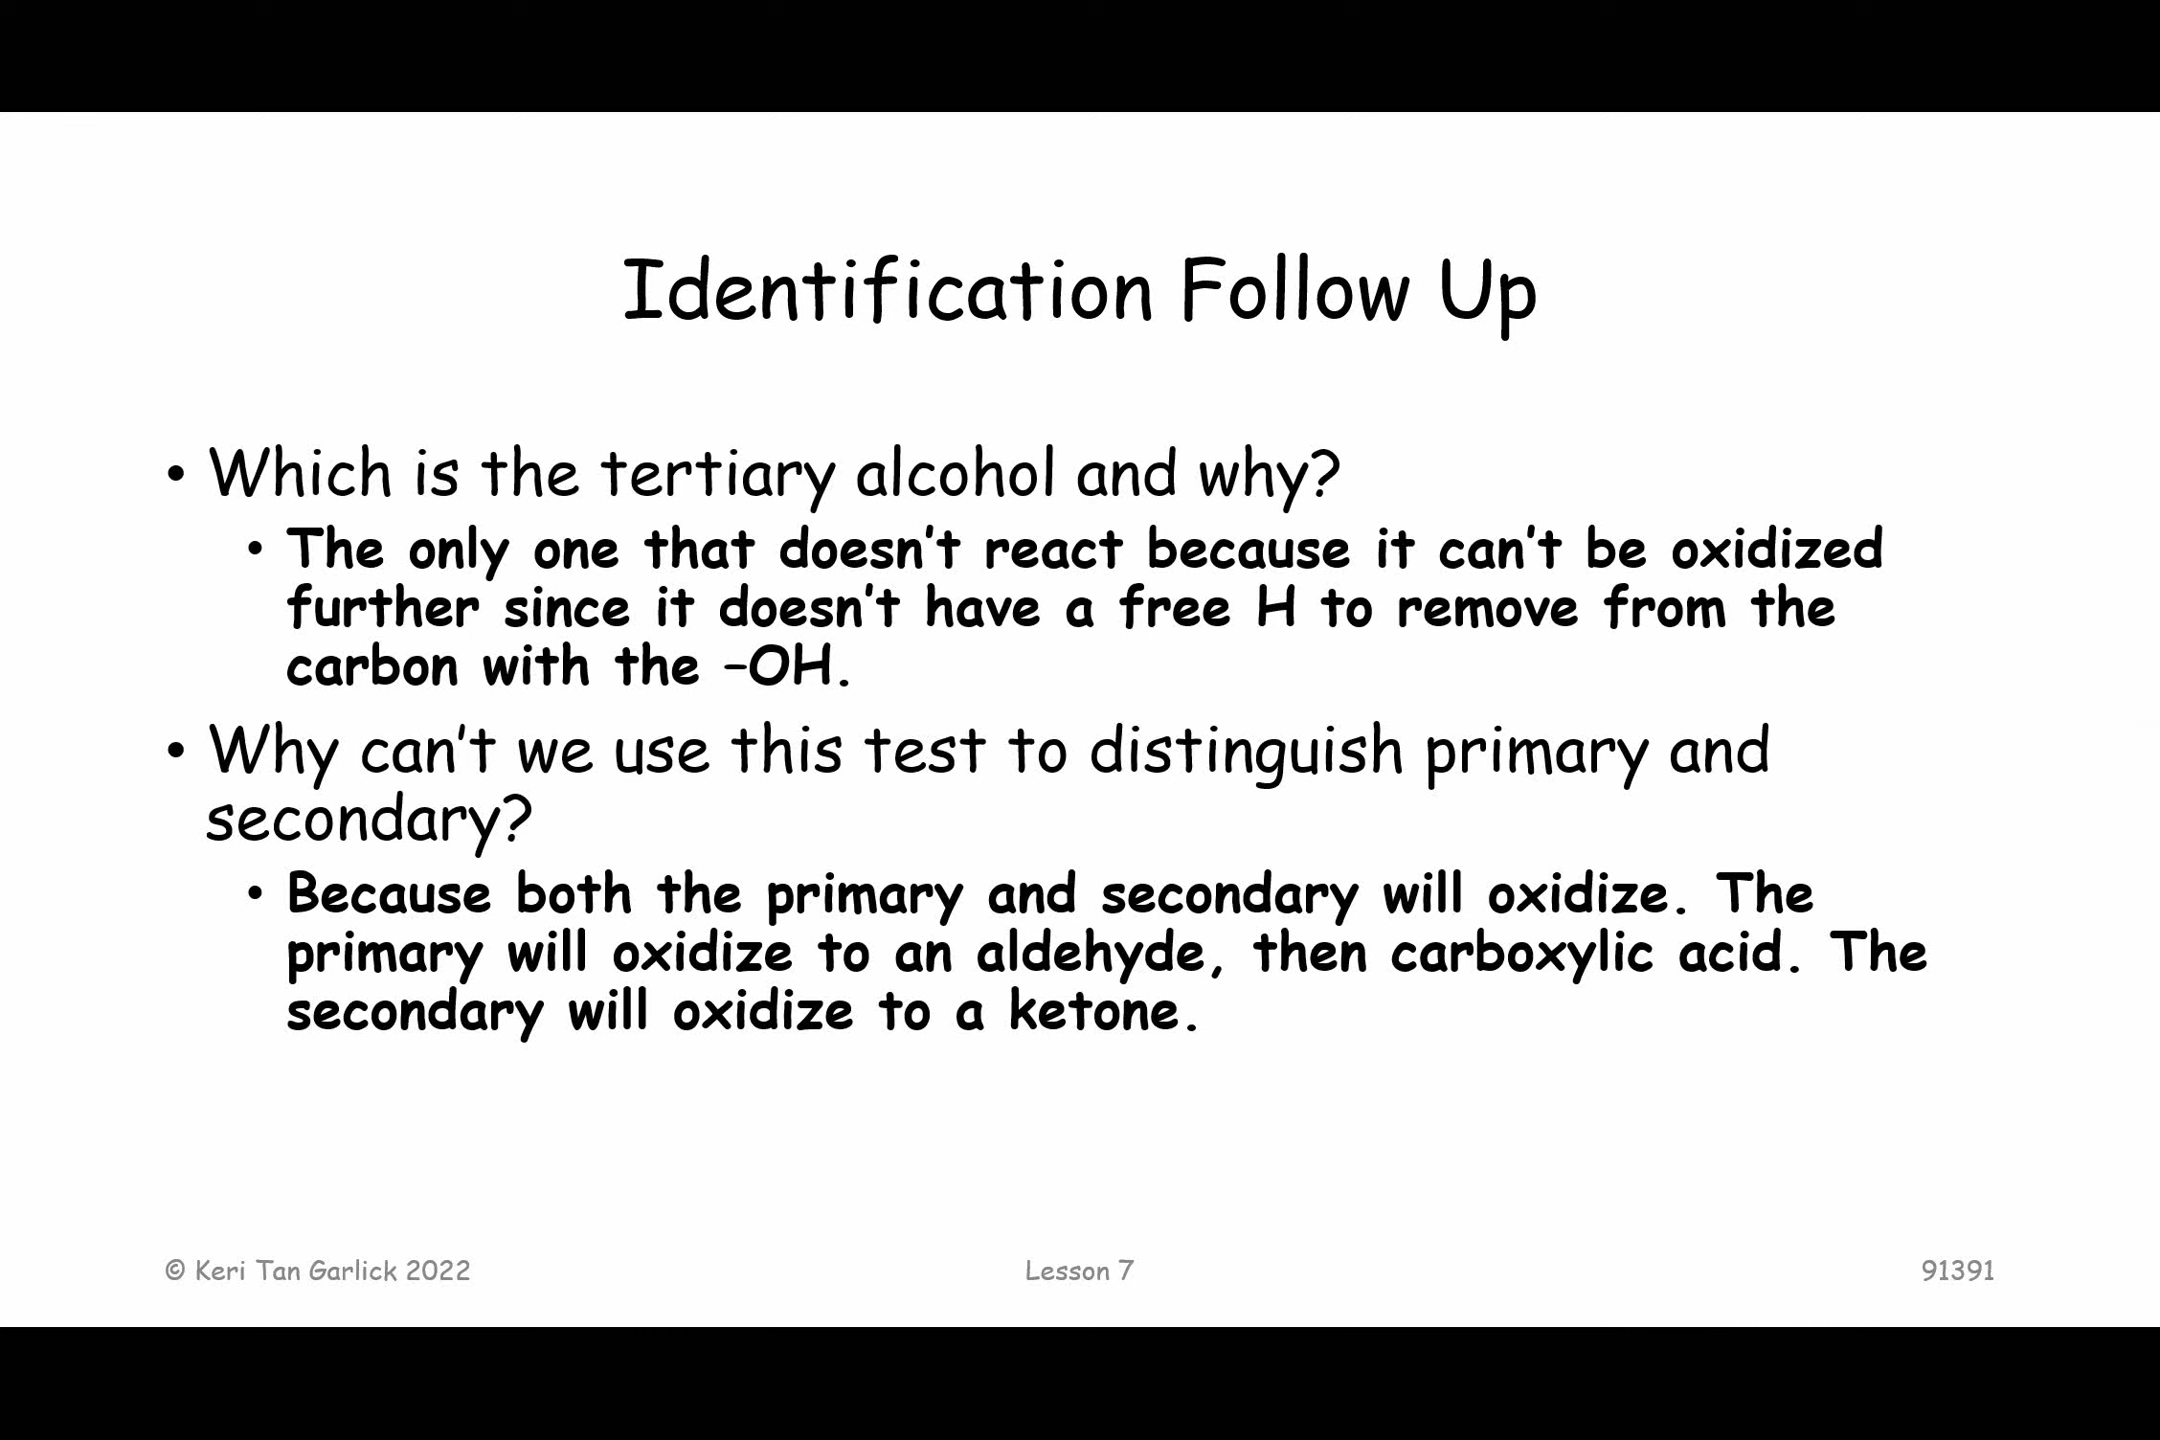 Identification Follow Up
• Which is the tertiary alcohol and why?
• The only one that doesn't react because it can't be oxidized
further since it doesn't have a free H to remove from the
carbon with the –OH.
• Why can't we use this test to distinguish primary and
secondary?
• Because both the primary and secondary will oxidize. The
primary will oxidize to an aldehyde, then carboxylic acid. The
secondary will oxidize to a ketone.
© Keri Tan Garlick 2022
Lesson 7
91391